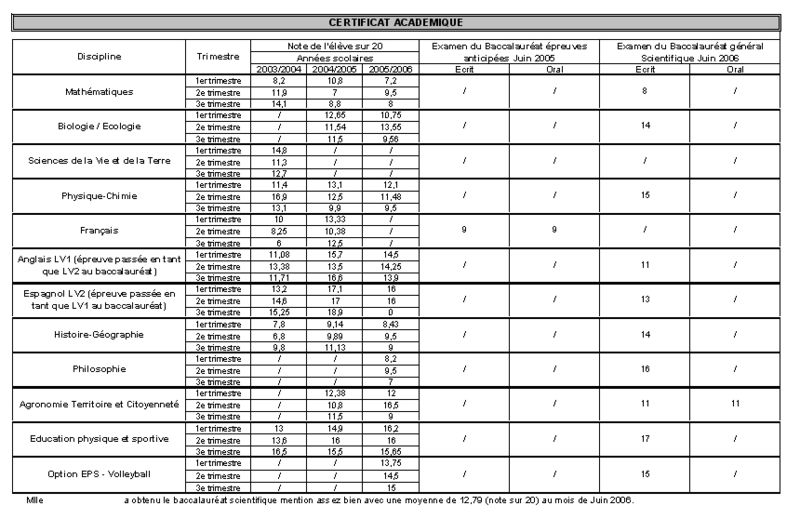 CERTIFICAT ACADEMIQUE
Discipline Trimestre Note de l'élève sur 20 Examen du Baccalauréat épreuves anticipées Juin 2005 Examen du Baccalauréat général Scientifique Juin 2006
Années scolaires
2003/2004 2004/2005 2005/2006 Ecrit Oral Ecrit Oral
Mathématiques
1er trimestre 8,2 10,8 7,2
2e trimestre 11,9 7 9,5 / / 8 /
3e trimestre 14,1 8,8 8
Biologie / Ecologie
1er trimestre / 12,65 10,75
2e trimestre / 11,54 13,55 / / 14 /
3e trimestre / 11,5 9,56
Sciences de la Vie et de la Terre
1er trimestre 14,8 / /
2e trimestre 11,3 / / / / / /
3e trimestre 12,7 / /
Physique-Chimie
1er trimestre 11,4 13,1 12,1
2e trimestre 16,9 12,5 11,48 / / 15 /
3e trimestre 13,1 9,9 9,5
Français
1er trimestre 10 13,33 /
2e trimestre 8,25 10,38 / 9 9 / /
3e trimestre 6 12,5 /
Anglais LV1 (épreuve passée en tant
que LV2 au baccalauréat)
1er trimestre 11,08 15,7 14,5
2e trimestre 13,38 13,5 14,25 / / 11 /
3e trimestre 11,71 16,6 13,9
Espagnol LV2 (épreuve passée en
tant que LV1 au baccalauréat)
1er trimestre 13,2 17,1 16
2e trimestre 14,6 17 16 / / 13 /
3e trimestre 15,25 18,9 0
Histoire-Géographie
1er trimestre 7,8 9,14 8,43
2e trimestre 6,8 9,89 9,5 / / 14 /
3e trimestre 9,8 11,13 9
Philosophie
1er trimestre / / 8,2
2e trimestre / / 9,5 / / 16 /
3e trimestre / / 7
Agronomie Territoire et Citoyenneté
1er trimestre / 12,38 12
2e trimestre / 10,8 16,5 / / 11 11
3e trimestre / 11,5 9
Education physique et sportive
1er trimestre 13 14,9 16,2
2e trimestre 13,6 16 16 / / 17 /
3e trimestre 16,5 15,5 15,65
Option EPS - Volleyball
1er trimestre / / 13,75
2e trimestre / / 14,5 / / 15 /
3e trimestre / / 15
Mlle a obtenu le baccalauréat scientifique mention assez bien avec une moyenne de 12,79 (note sur 20) au mois de Juin 2006.